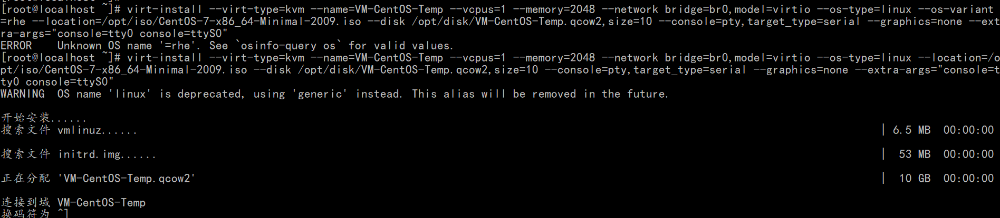 [root@localhost ~]# virt-install --virt-type=kvm --name=VM-CentOS-Temp --vcpus=1 --memory=2048 --network bridge=br0,model=virtio --os-type=linux --os-variant
=rhe --location=/opt/iso/CentOS-7-x86_64-Minimal-2009.iso --disk /opt/disk/VM-CentOS-Temp.qcow2,size=10 --console=pty,target_type=serial --graphics=none --ext
ra-args="console=tty0 console=ttyS0"
ERROR    Unknown OS name '=rhe'. See `osinfo-query os` for valid values.
[root@localhost ~]# virt-install --virt-type=kvm --name=VM-CentOS-Temp --vcpus=1 --memory=2048 --network bridge=br0,model=virtio --os-type=linux --location=/o
pt/iso/CentOS-7-x86_64-Minimal-2009.iso --disk /opt/disk/VM-CentOS-Temp.qcow2,size=10 --console=pty,target_type=serial --graphics=none --extra-args="console=t
ty0 console=ttyS0"
WARNING  OS name 'linux' is deprecated, using 'generic' instead. This alias will be removed in the future.
开始安装......
搜索文件 vmlinuz...... | 6.5 MB  00:00:00
搜索文件 initrd.img...... |  53 MB  00:00:00
正在分配 'VM-CentOS-Temp.qcow2' |  10 GB  00:00:00
连接到域 VM-CentOS-Temp
换码符为 ^]